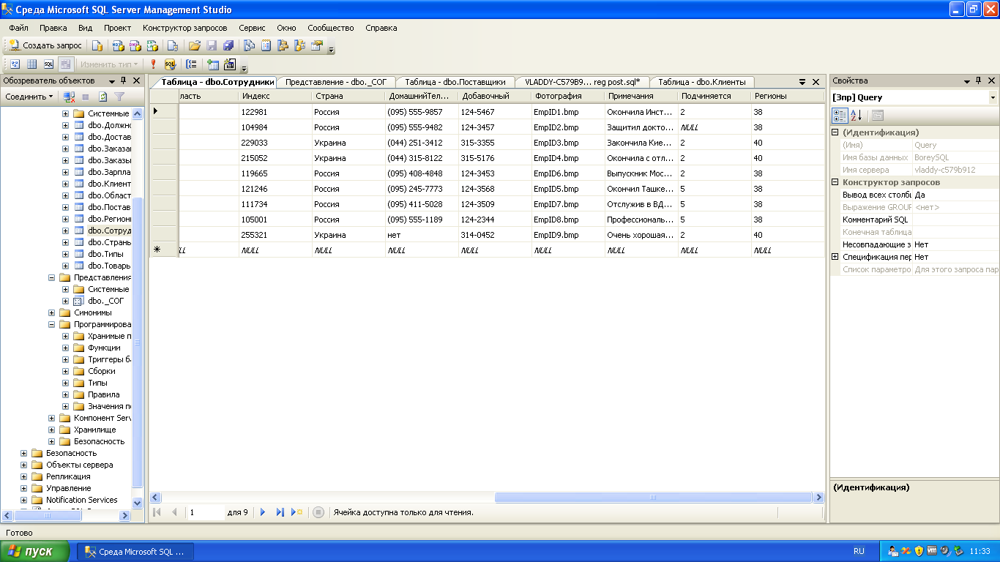 Среда Microsoft SQL Server Management Studio
Файл Правка Вид Проект Конструктор запросов Сервис Окно Сообщество Справка
Создать запрос
Изменить тип
Обозреватель объектов
Соединить
Системные
dbo.Должно
dbo.Достав
dbo.Заказа
dbo.Заказы
dbo.Зарпла
dbo.Клиент
dbo.Област
dbo.Постав
dbo.Регион
dbo.Сотруд
dbo.Стран
dbo.Типы
dbo.Товары
Представления
Системные
dbo._СОГ
Синонимы
Программирова
Хранимые п
Функции
Триггеры б
Сборки
Типы
Правила
Значения п
Компонент Serv
Хранилище
Безопасность
Безопасность
Объекты сервера
Репликация
Управление
Notification Services
Таблица - dbo.Сотрудники Представление - dbo._СОГ Таблица - dbo.Поставщики VLADDY-C579B9... reg post.sql* Таблица - dbo.Клиенты
ласть Индекс Страна ДомашнийТел... Добавочный Фотография Примечания Подчиняется Регионы
122981 Россия (095) 555-9857 124-5467 EmpID1.bmp Окончила Инст... 2 38
104984 Россия (095) 555-9482 124-3457 EmpID2.bmp Защитил докто... NULL 38
229033 Украина (044) 251-3412 315-3355 EmpID3.bmp Закончила Кие... 2 40
215052 Украина (044) 315-8122 315-5176 EmpID4.bmp Окончила с отл... 2 40
119665 Россия (095) 408-4848 124-3453 EmpID6.bmp Выпускник Мос... 2 38
121246 Россия (095) 245-7773 124-3568 EmpID5.bmp Окончил Ташке... 5 38
111734 Россия (095) 411-5028 124-3509 EmpID7.bmp Отслужив в ВД... 5 38
105001 Россия (095) 555-1189 124-2344 EmpID8.bmp Профессиональ... 5 38
255321 Украина нет 314-0452 EmpID9.bmp Очень хорошая... 2 40
ULL NULL NULL NULL NULL NULL NULL NULL NULL
1 для 9 Ячейка доступна только для чтения.
Свойства
[Запр] Query
(Идентификация)
(Имя) Query
Имя базы данных BoreySQL
Имя сервера vladdy-c579b912
Конструктор запросов
Вывод всех столбц Да
Выражение GROUP <нет>
Комментарий SQL
Конечная таблица
Несовпадающие з Нет
Спецификация пер Нет
Список параметро Для этого запроса пар
(Идентификация)
Готово
пуск Среда Microsoft SQL ... RU 11:33